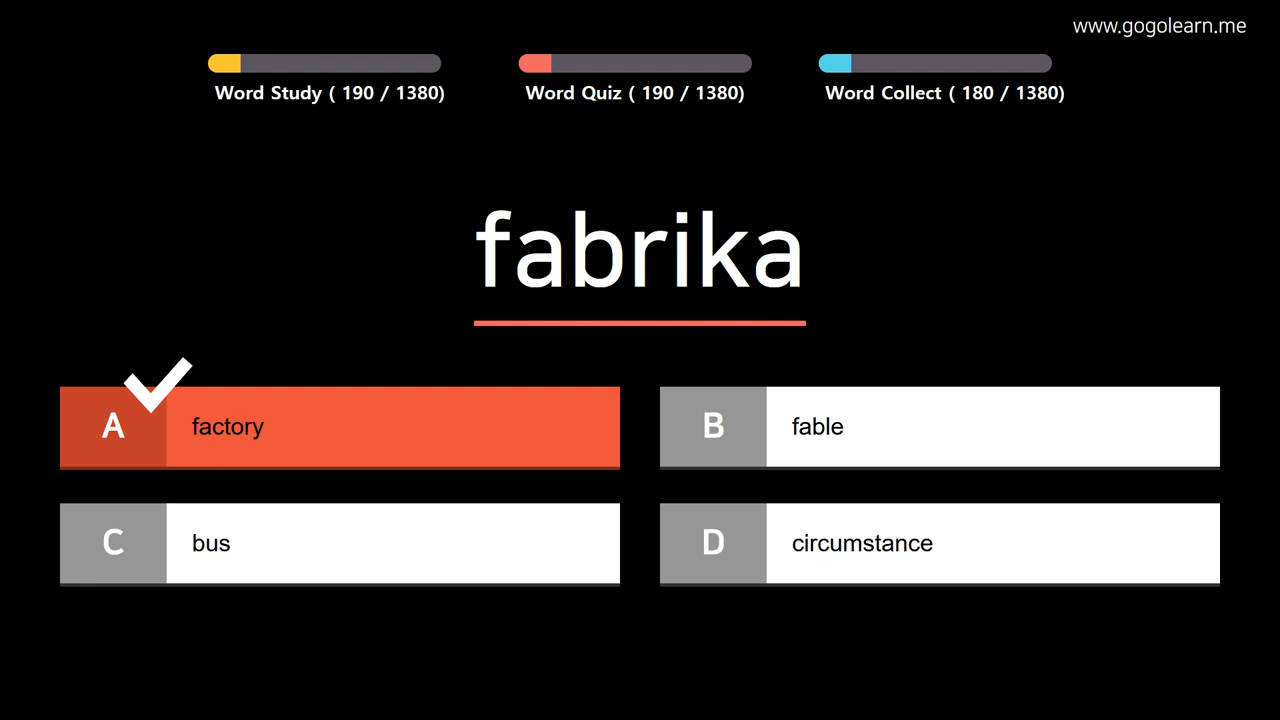 www.gogolearn.me
Word Study ( 190 / 1380)
Word Quiz ( 190 / 1380)
Word Collect ( 180 / 1380)
fabrika
A factory
B fable
C bus
D circumstance